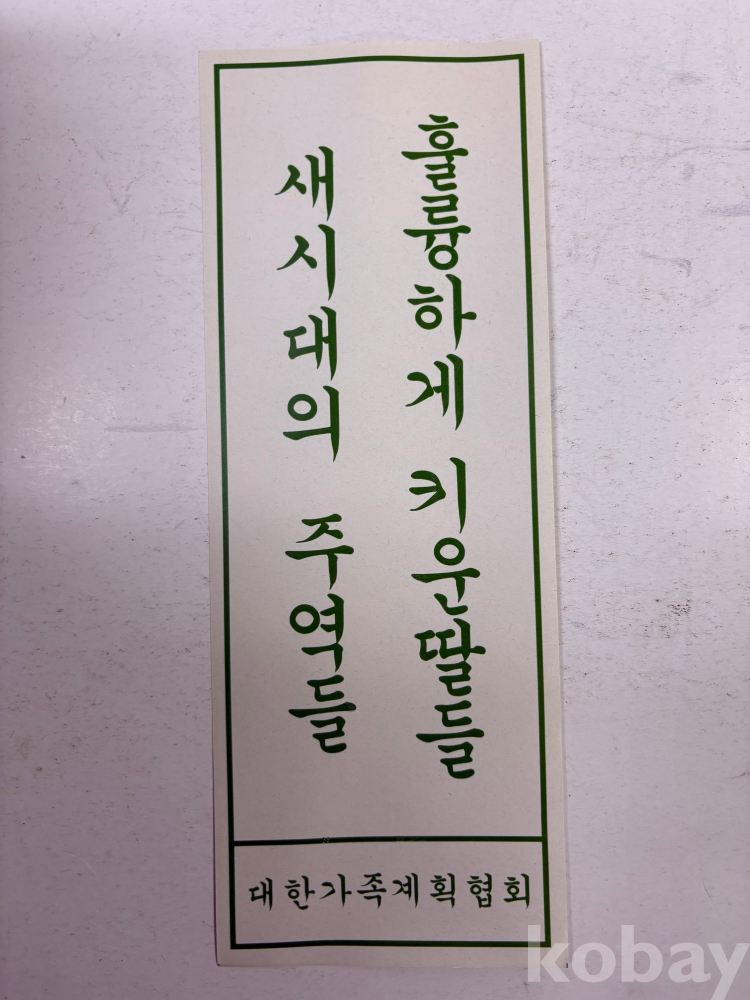 훌륭하게 키운딸들
새시대의 주역들
대한가족계획협회
kobay